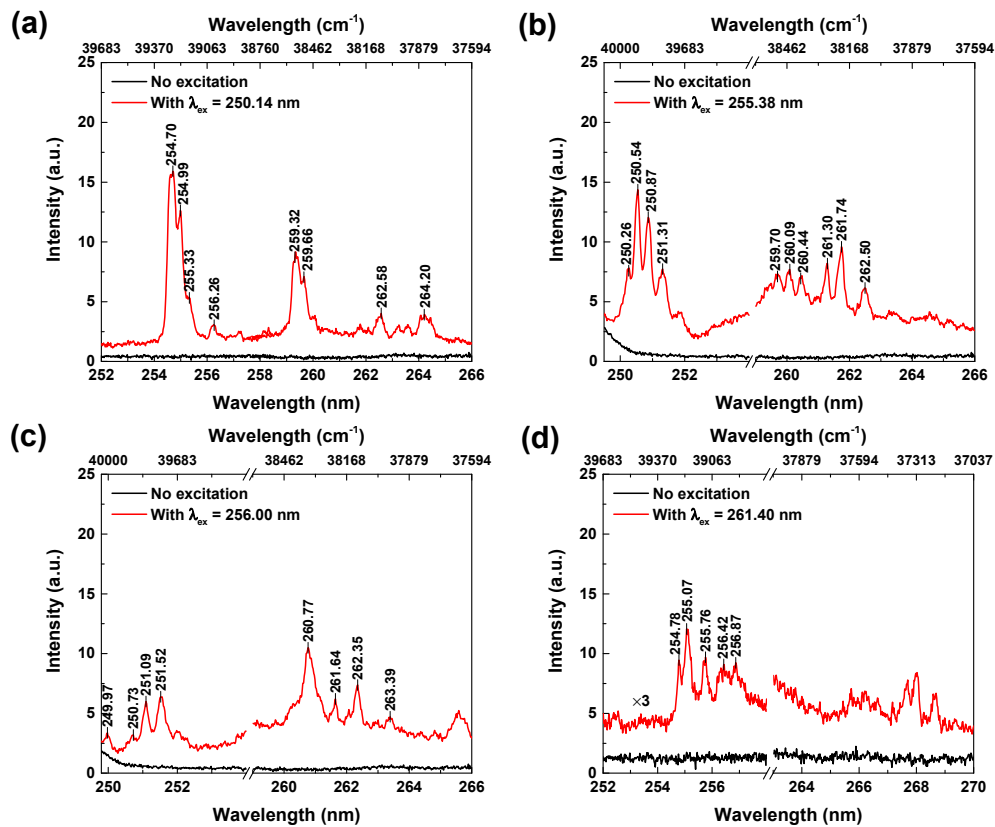 (a)
Wavelength (cm⁻¹)
39683 39370 39063 38760 38462 38168 37879 37594
No excitation
With λex = 250.14 nm
254.70
254.99
255.33
256.26
259.32
259.66
262.58
264.20
Intensity (a.u.)
25
20
15
10
5
0
252 254 256 258 260 262 264 266
Wavelength (nm)
(b)
Wavelength (cm⁻¹)
40000 39683 38462 38168 37879 37594
No excitation
With λex = 255.38 nm
250.26
250.54
250.87
251.31
259.70
260.09
260.44
261.30
261.74
262.50
Intensity (a.u.)
25
20
15
10
5
0
250 252 260 262 264 266
Wavelength (nm)
(c)
Wavelength (cm⁻¹)
40000 39683 38462 38168 37879 37594
No excitation
With λex = 256.00 nm
249.97
250.73
251.09
251.52
260.77
261.64
262.35
263.39
Intensity (a.u.)
25
20
15
10
5
0
250 252 260 262 264 266
Wavelength (nm)
(d)
Wavelength (cm⁻¹)
39683 39370 39063 37879 37594 37313 37037
No excitation
With λex = 261.40 nm
254.78
255.07
255.76
256.42
256.87
×3
Intensity (a.u.)
25
20
15
10
5
0
252 254 256 264 266 268 270
Wavelength (nm)